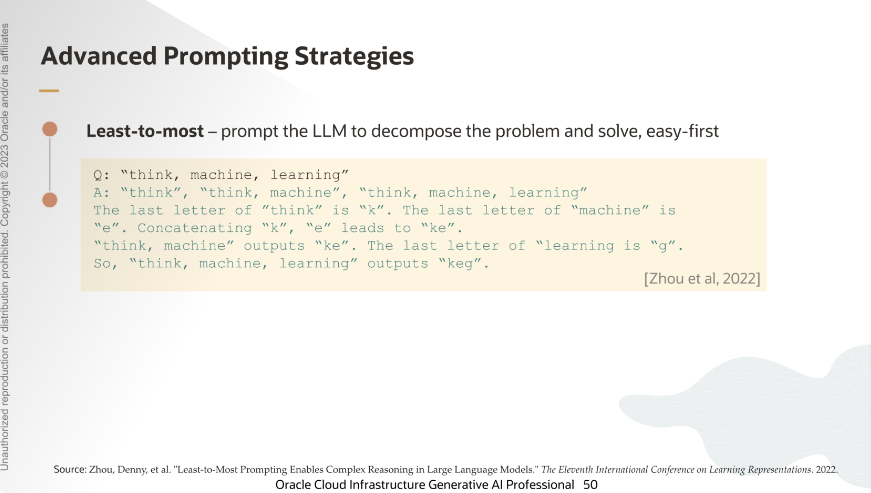 Unauthorized reproduction or distribution prohibited. Copyright © 2023 Oracle and/or its affiliates
Advanced Prompting Strategies
Least-to-most – prompt the LLM to decompose the problem and solve, easy-first
Q: “think, machine, learning”
A: “think”, “think, machine”, “think, machine, learning”
The last letter of ”think” is “k”. The last letter of “machine” is
“e”. Concatenating “k”, “e” leads to “ke”.
“think, machine” outputs “ke”. The last letter of “learning is “g”.
So, “think, machine, learning” outputs “keg”.
[Zhou et al, 2022]
Source: Zhou, Denny, et al. "Least-to-Most Prompting Enables Complex Reasoning in Large Language Models." The Eleventh International Conference on Learning Representations. 2022.
Oracle Cloud Infrastructure Generative AI Professional 50